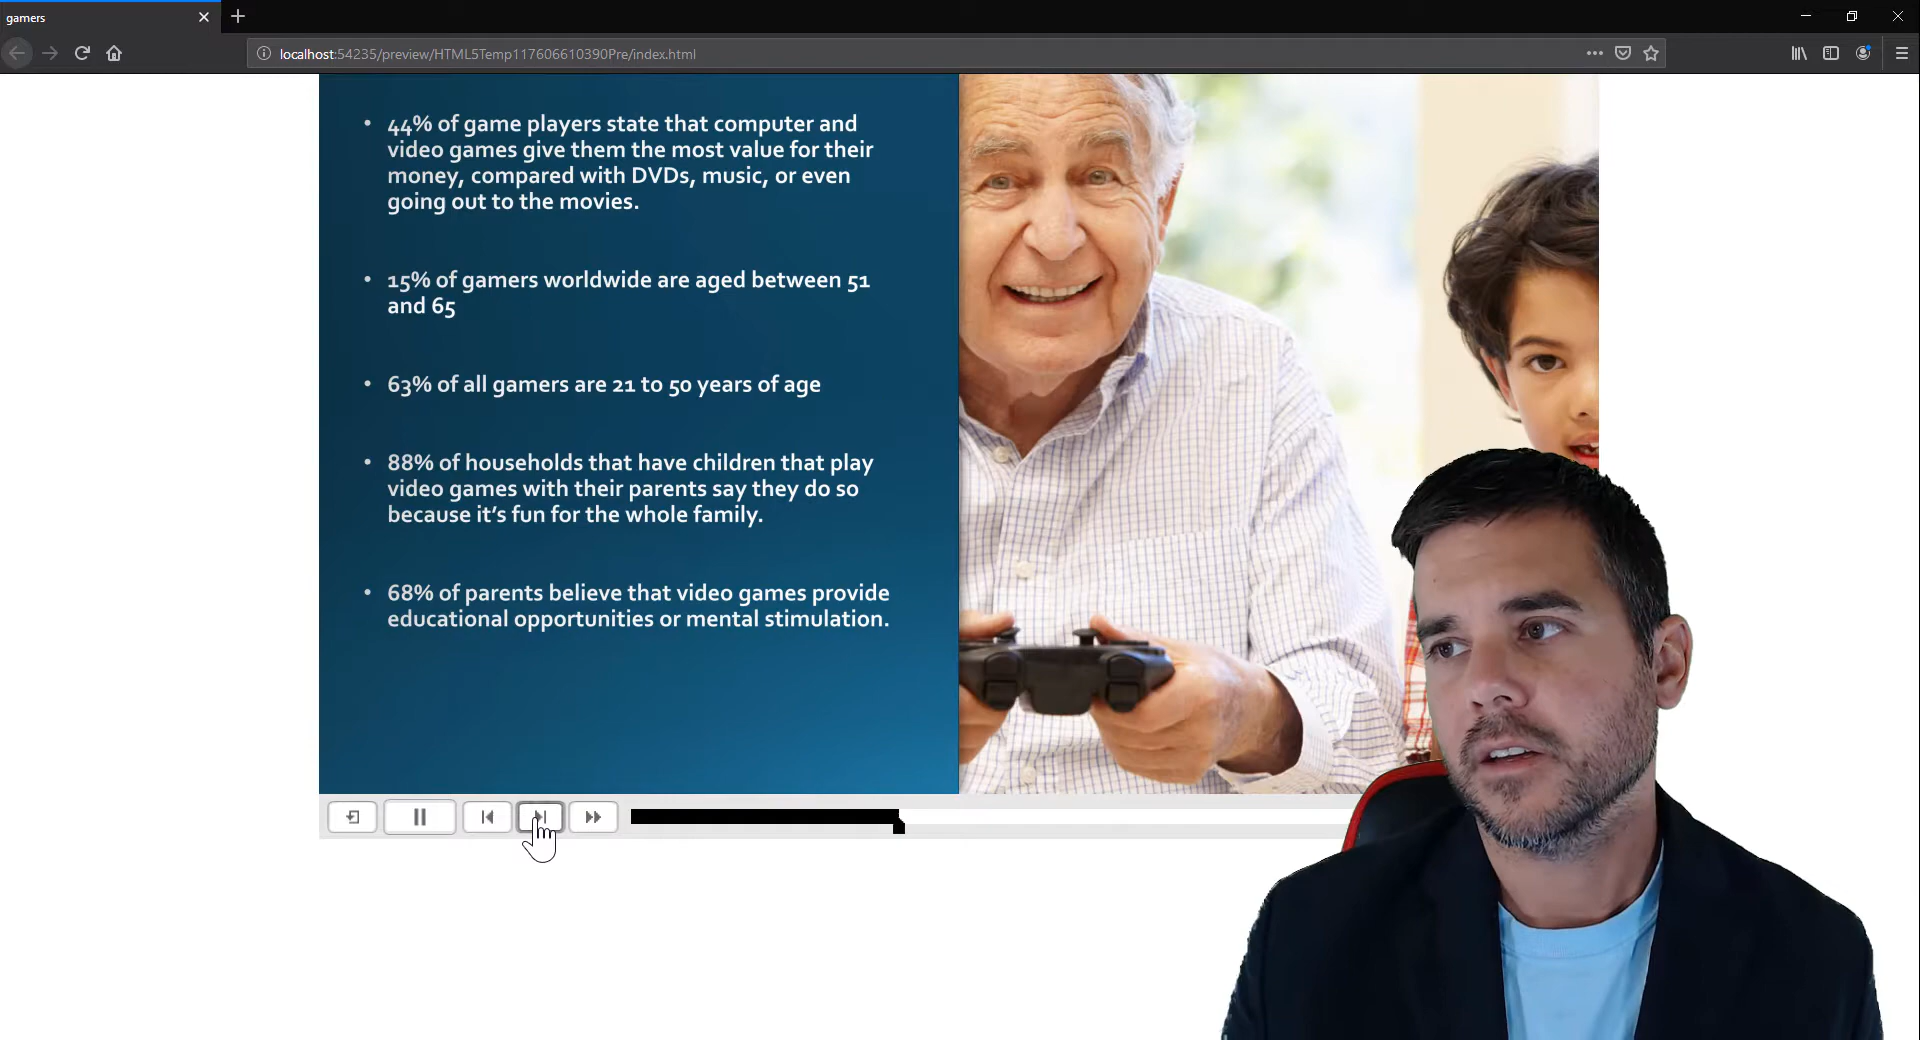 gamers
localhost:54235/preview/HTML5Temp117606610390Pre/index.html
• 44% of game players state that computer and
video games give them the most value for their
money, compared with DVDs, music, or even
going out to the movies.
• 15% of gamers worldwide are aged between 51
and 65
• 63% of all gamers are 21 to 50 years of age
• 88% of households that have children that play
video games with their parents say they do so
because it's fun for the whole family.
• 68% of parents believe that video games provide
educational opportunities or mental stimulation.